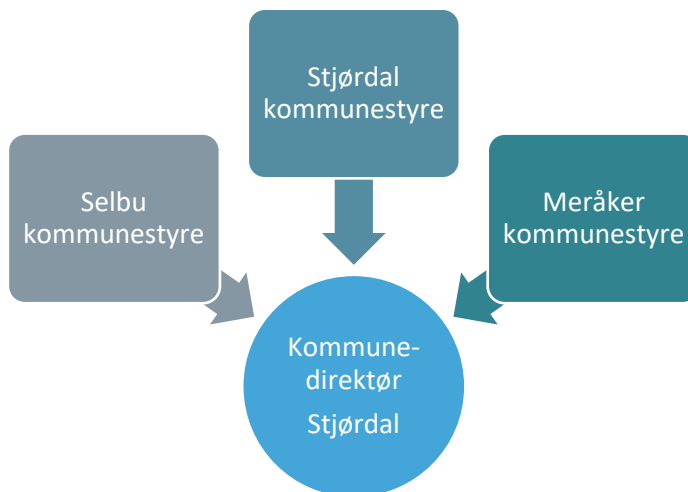 Stjørdal
kommunestyre
Selbu
kommunestyre
Meråker
kommunestyre
Kommune-
direktør
Stjørdal